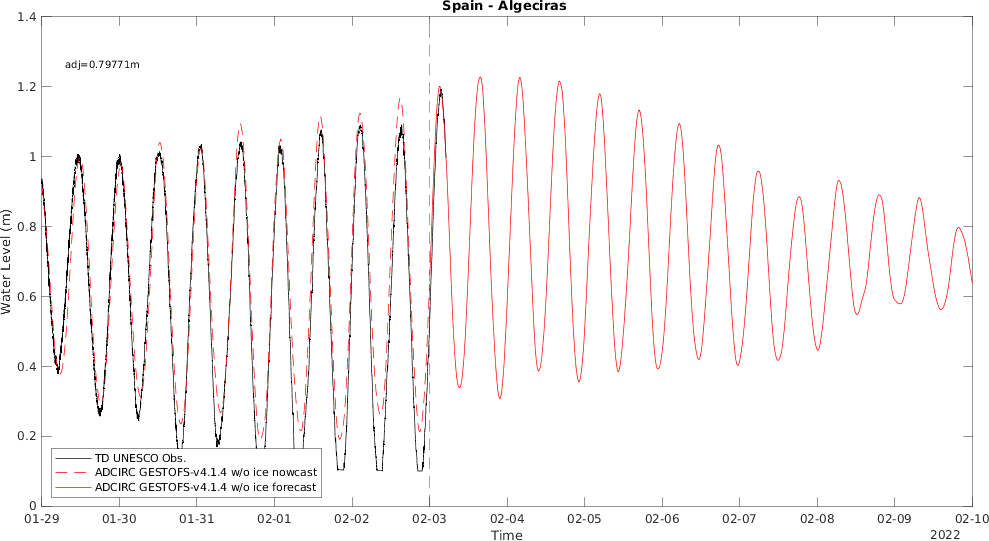 Spain - Algeciras
1.4
adj=0.79771m
1.2
1
0.8
Water Level (m)
0.6
0.4
0.2
0
TD UNESCO Obs.
ADCIRC GESTOFS-v4.1.4 w/o ice nowcast
ADCIRC GESTOFS-v4.1.4 w/o ice forecast
01-29 01-30 01-31 02-01 02-02 02-03 02-04 02-05 02-06 02-07 02-08 02-09 02-10
Time
2022